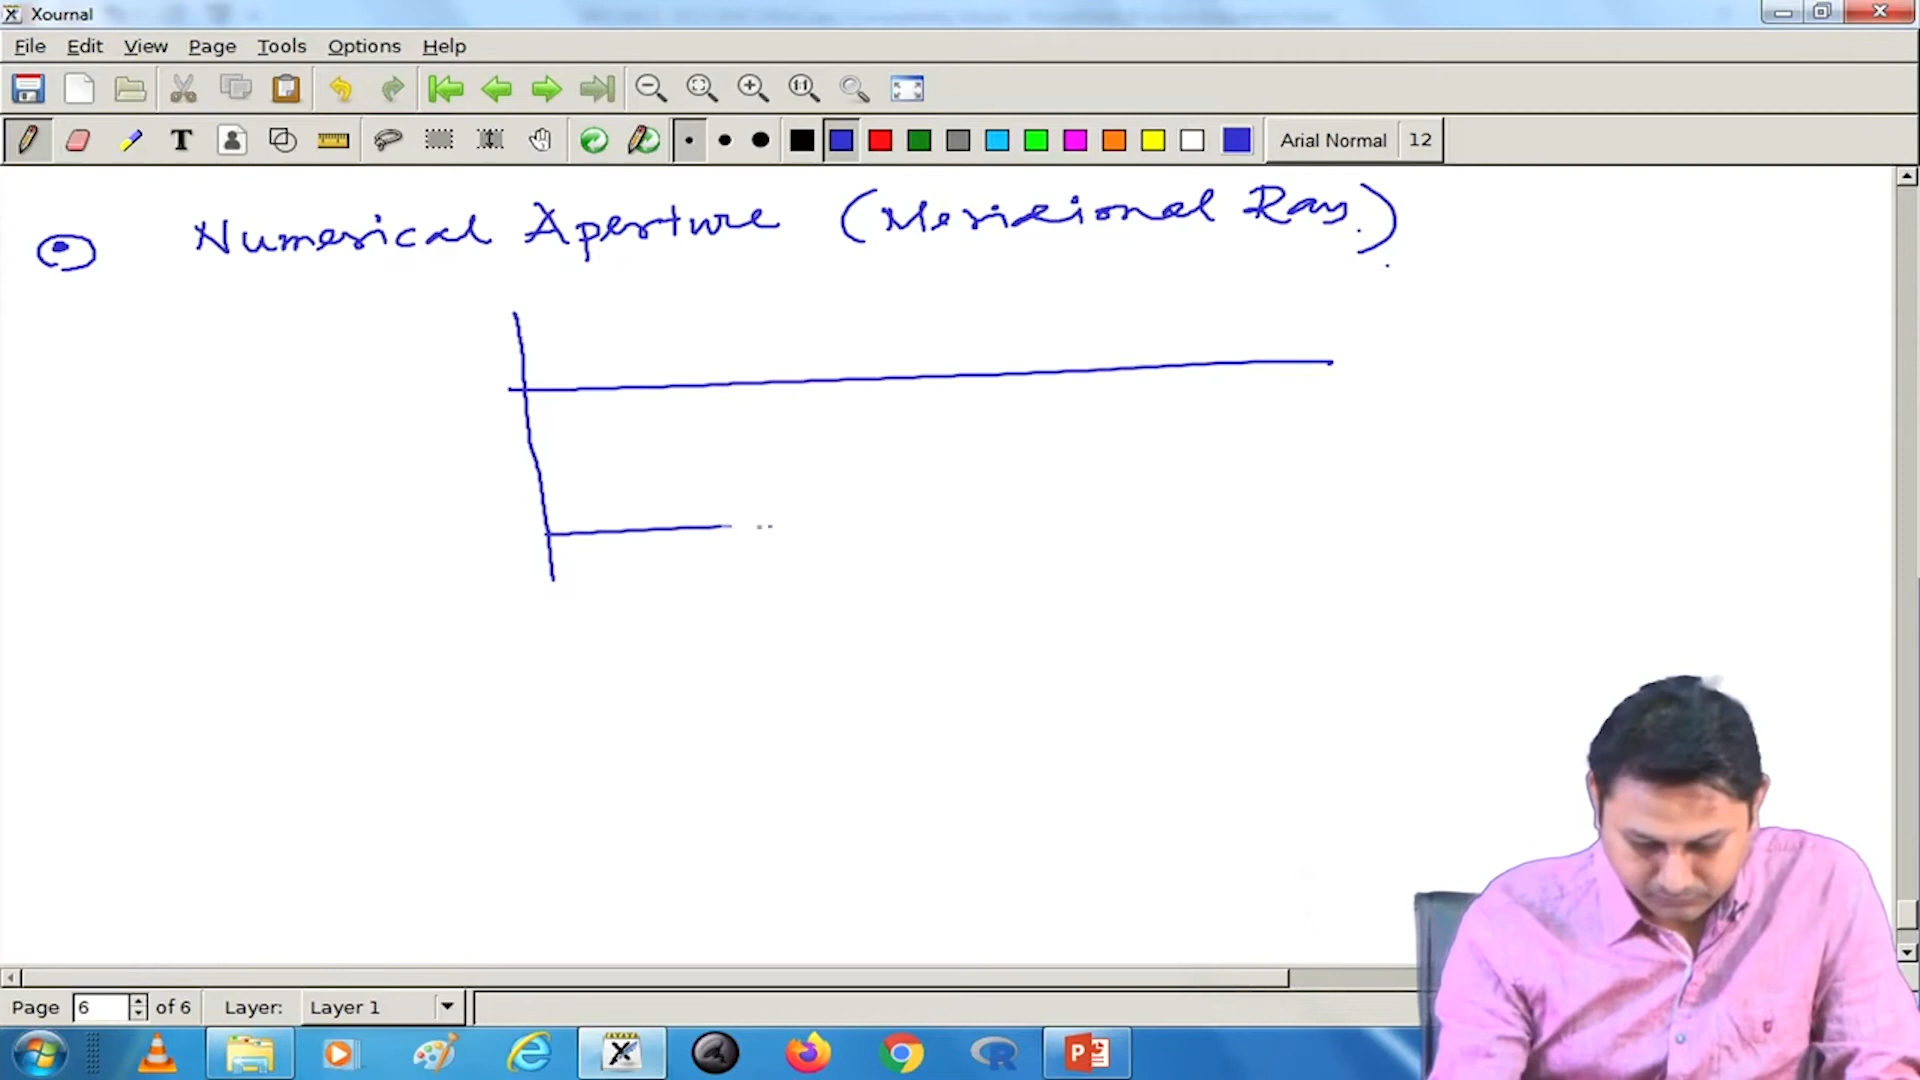 Xournal
File Edit View Page Tools Options Help
T Arial Normal 12
Numerical Aperture (Meridional Ray.)
Page 6 of 6 Layer: Layer 1